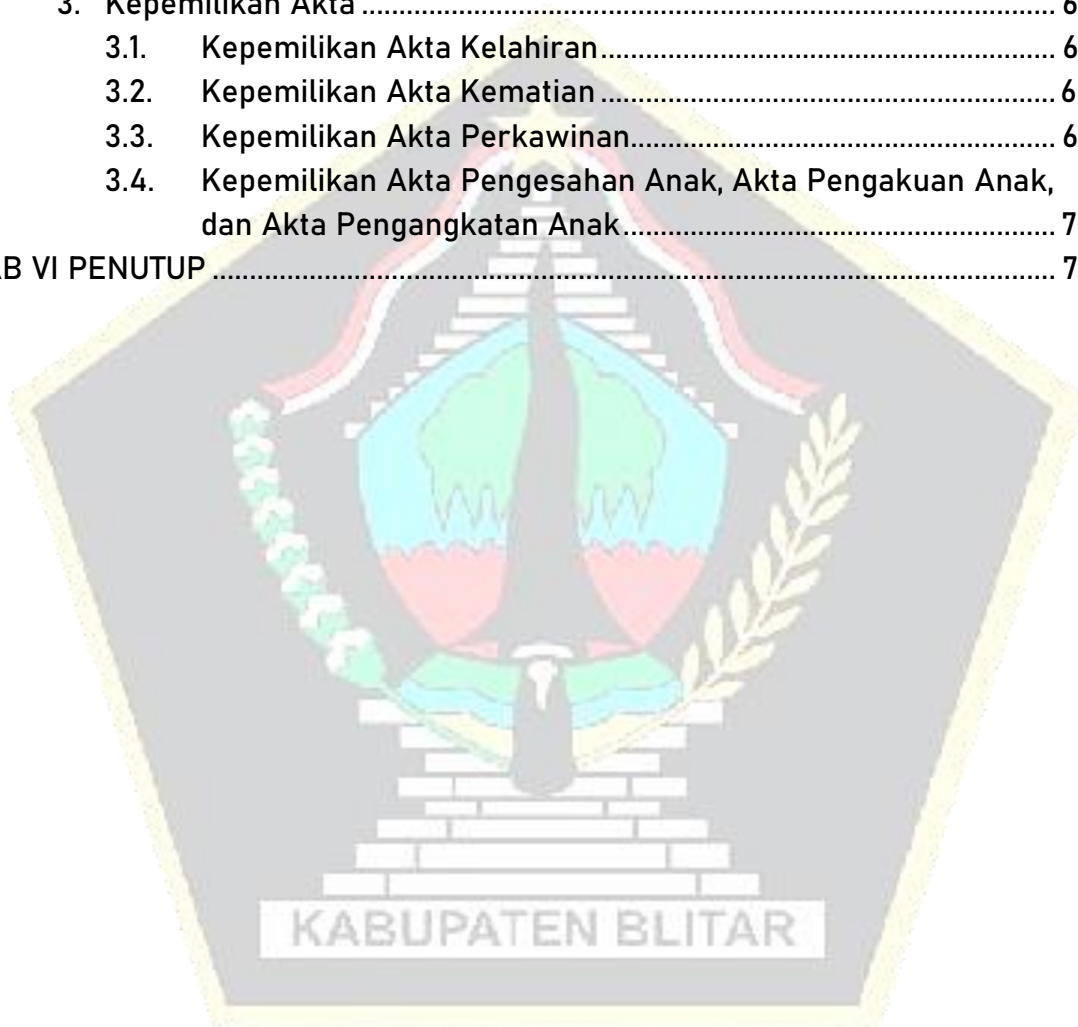 3. Kepemilikan Akta ........ 6
3.1. Kepemilikan Akta Kelahiran ........ 6
3.2. Kepemilikan Akta Kematian ........ 6
3.3. Kepemilikan Akta Perkawinan ........ 6
3.4. Kepemilikan Akta Pengesahan Anak, Akta Pengakuan Anak,
dan Akta Pengangkatan Anak ........ 7
AB VI PENUTUP ........ 7
KABUPATEN BLITAR